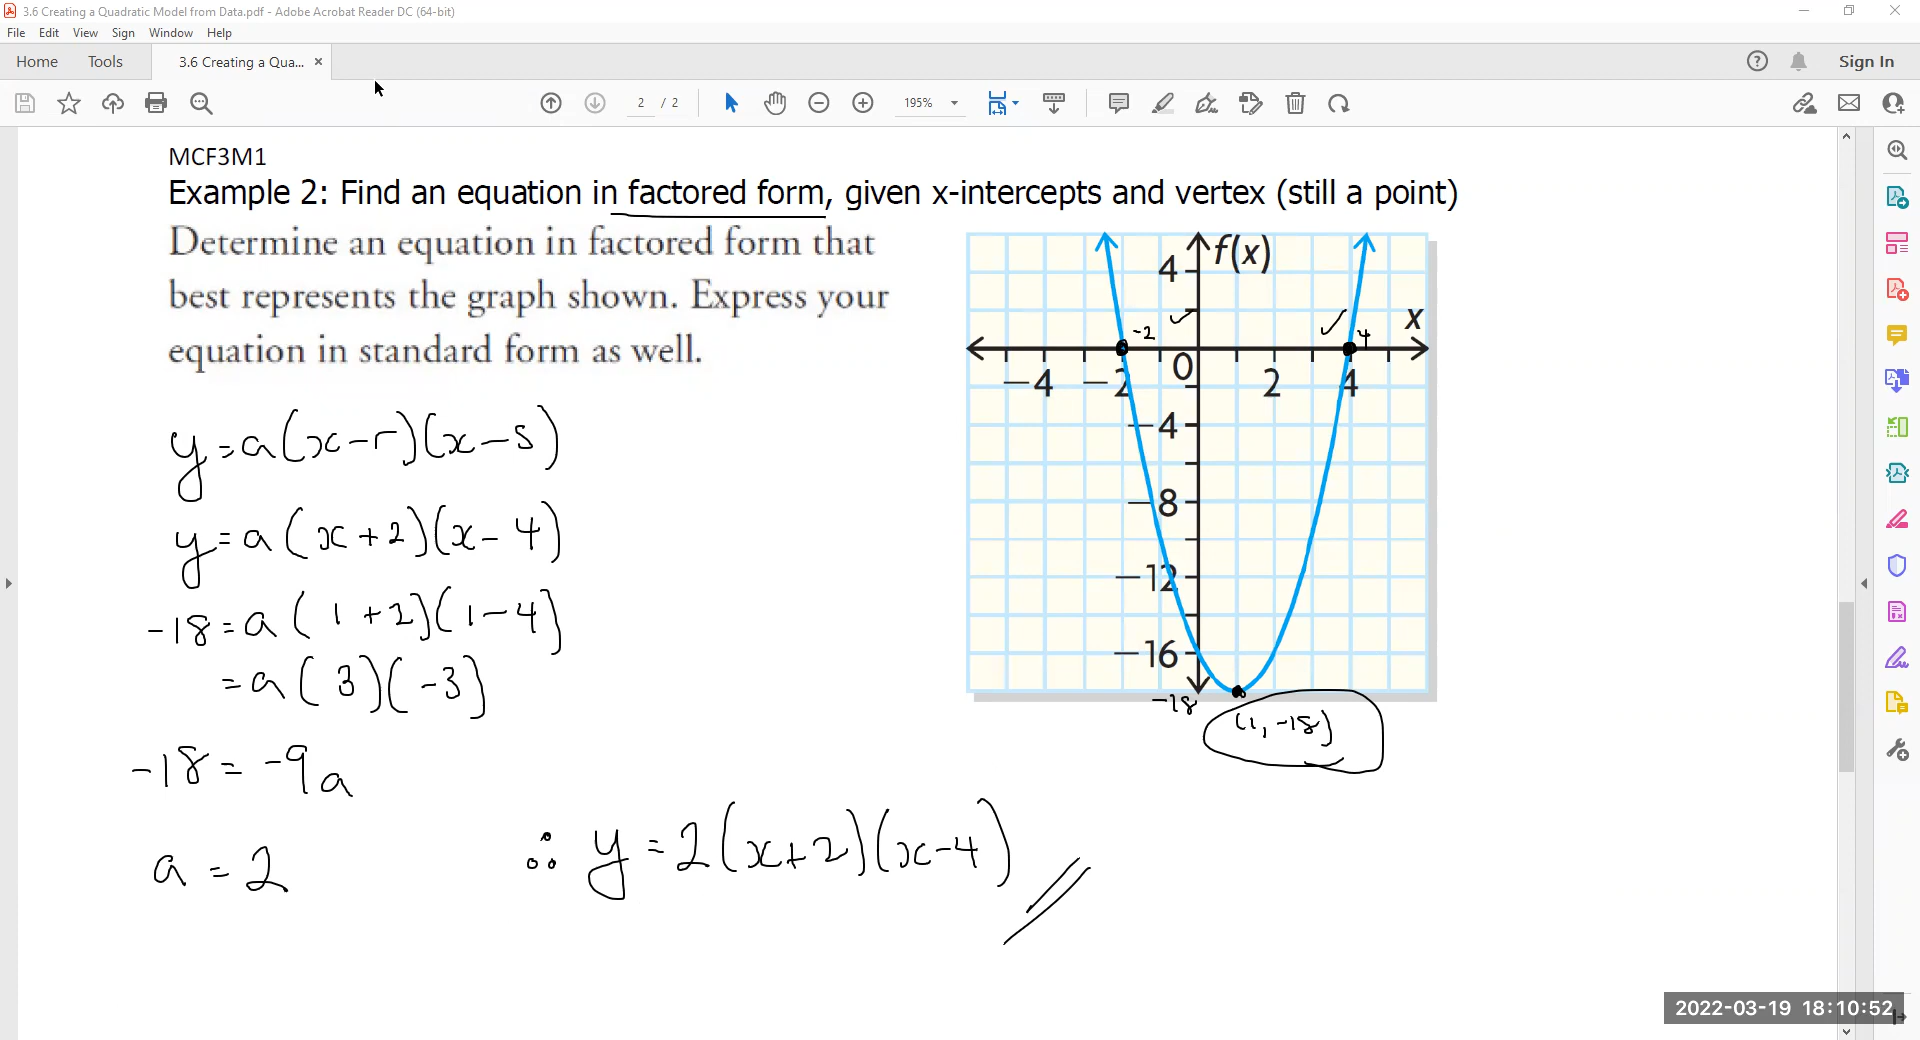 3.6 Creating a Quadratic Model from Data.pdf - Adobe Acrobat Reader DC (64-bit)
File Edit View Sign Window Help
Home Tools 3.6 Creating a Qua... × Sign In
2 / 2 195%
MCF3M1
Example 2: Find an equation in factored form, given x-intercepts and vertex (still a point)
Determine an equation in factored form that
best represents the graph shown. Express your
equation in standard form as well.
y = a(x-r)(x-s)
y = a(x+2)(x-4)
-18 = a(1+2)(1-4)
= a(3)(-3)
-18 = -9a
a = 2
∴ y = 2(x+2)(x-4)
f(x)
4
-2 4 x
-4 -2 0 2 4
-4
-8
-12
-16
-18
(1, -18)
2022-03-19 18:10:52